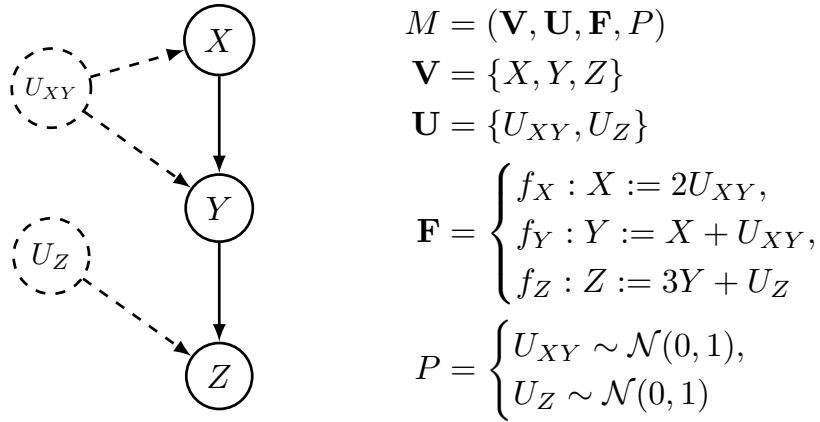 X
U_{XY}
Y
U_Z
Z
M = (V, U, F, P)
V = {X, Y, Z}
U = {U_{XY}, U_Z}
F = { f_X : X := 2U_{XY},
f_Y : Y := X + U_{XY},
f_Z : Z := 3Y + U_Z
P = { U_{XY} ∼ 𝒩(0, 1),
U_Z ∼ 𝒩(0, 1)